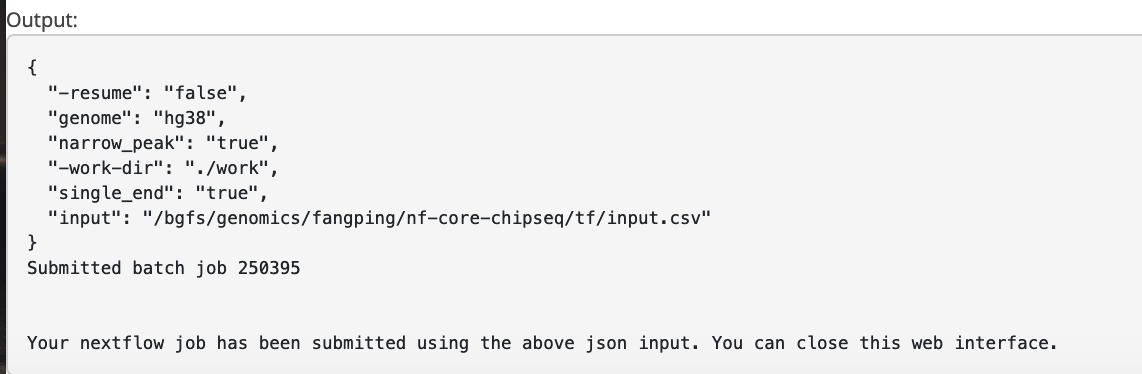 Output:
{
"-resume": "false",
"genome": "hg38",
"narrow_peak": "true",
"-work-dir": "./work",
"single_end": "true",
"input": "/bgfs/genomics/fangping/nf-core-chipseq/tf/input.csv"
}
Submitted batch job 250395
Your nextflow job has been submitted using the above json input. You can close this web interface.